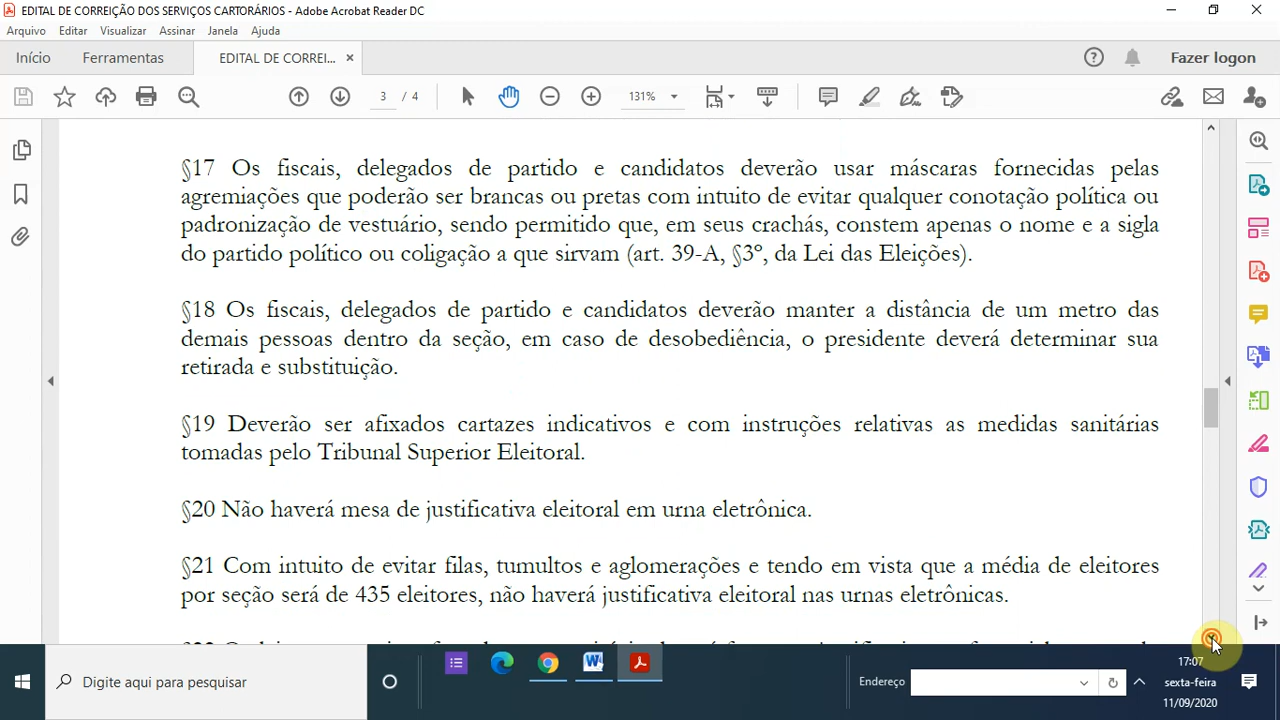 EDITAL DE CORREIÇÃO DOS SERVIÇOS CARTORÁRIOS - Adobe Acrobat Reader DC
Arquivo Editar Visualizar Assinar Janela Ajuda
Início Ferramentas EDITAL DE CORREI... Fazer logon
3 / 4 131%
§17 Os fiscais, delegados de partido e candidatos deverão usar máscaras fornecidas pelas
agremiações que poderão ser brancas ou pretas com intuito de evitar qualquer conotação política ou
padronização de vestuário, sendo permitido que, em seus crachás, constem apenas o nome e a sigla
do partido político ou coligação a que sirvam (art. 39-A, §3º, da Lei das Eleições).
§18 Os fiscais, delegados de partido e candidatos deverão manter a distância de um metro das
demais pessoas dentro da seção, em caso de desobediência, o presidente deverá determinar sua
retirada e substituição.
§19 Deverão ser afixados cartazes indicativos e com instruções relativas as medidas sanitárias
tomadas pelo Tribunal Superior Eleitoral.
§20 Não haverá mesa de justificativa eleitoral em urna eletrônica.
§21 Com intuito de evitar filas, tumultos e aglomerações e tendo em vista que a média de eleitores
por seção será de 435 eleitores, não haverá justificativa eleitoral nas urnas eletrônicas.
Digite aqui para pesquisar
Endereço
17:07
sexta-feira
11/09/2020